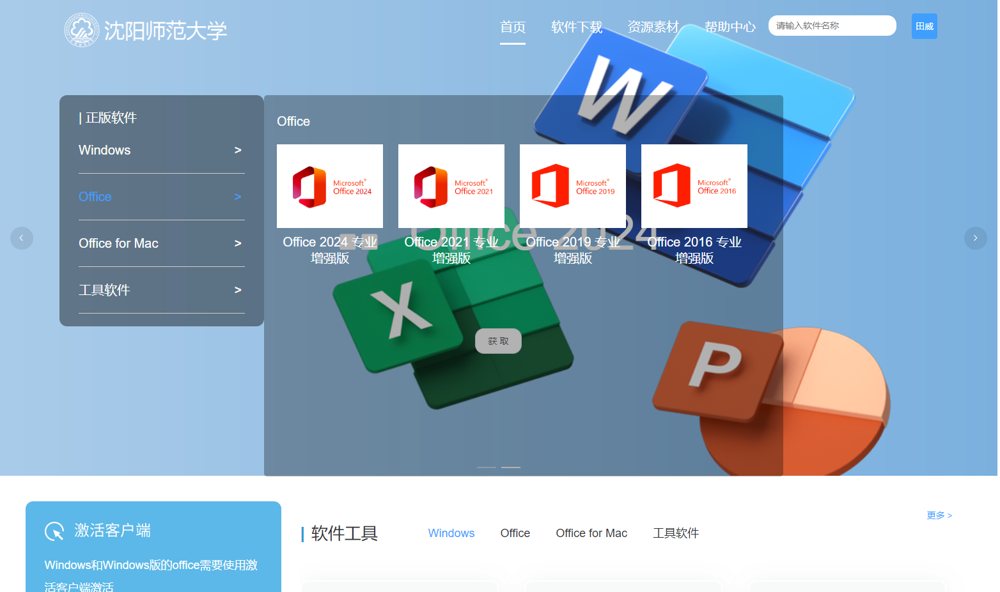 沈阳师范大学
首页
软件下载
资源素材
帮助中心
请输入软件名称
田威
| 正版软件
Windows >
Office >
Office for Mac >
工具软件 >
Office
Microsoft®
Office 2024
Microsoft®
Office 2021
Microsoft®
Office 2019
Microsoft®
Office 2016
Office 2024 专业
增强版
Office 2021 专业
增强版
Office 2019 专业
增强版
Office 2016 专业
增强版
Office 2024
W
X
P
获 取
激活客户端
Windows和Windows版的office需要使用激
活客户端激活
软件工具
Windows
Office
Office for Mac
工具软件
更多 >